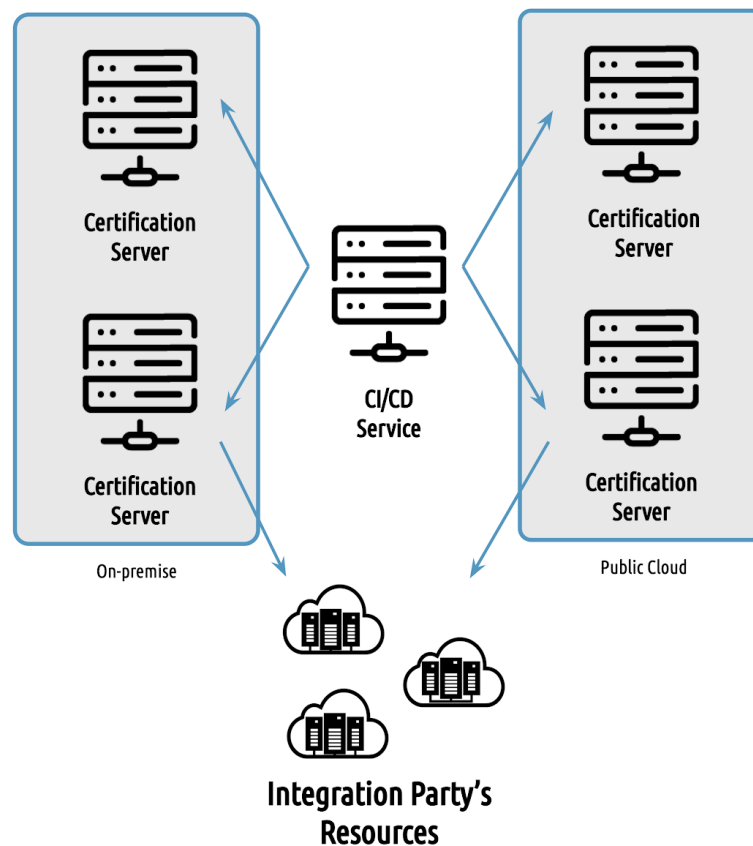 Certification
Server
Certification
Server
CI/CD
Service
Certification
Server
Certification
Server
On-premise
Public Cloud
Integration Party's
Resources